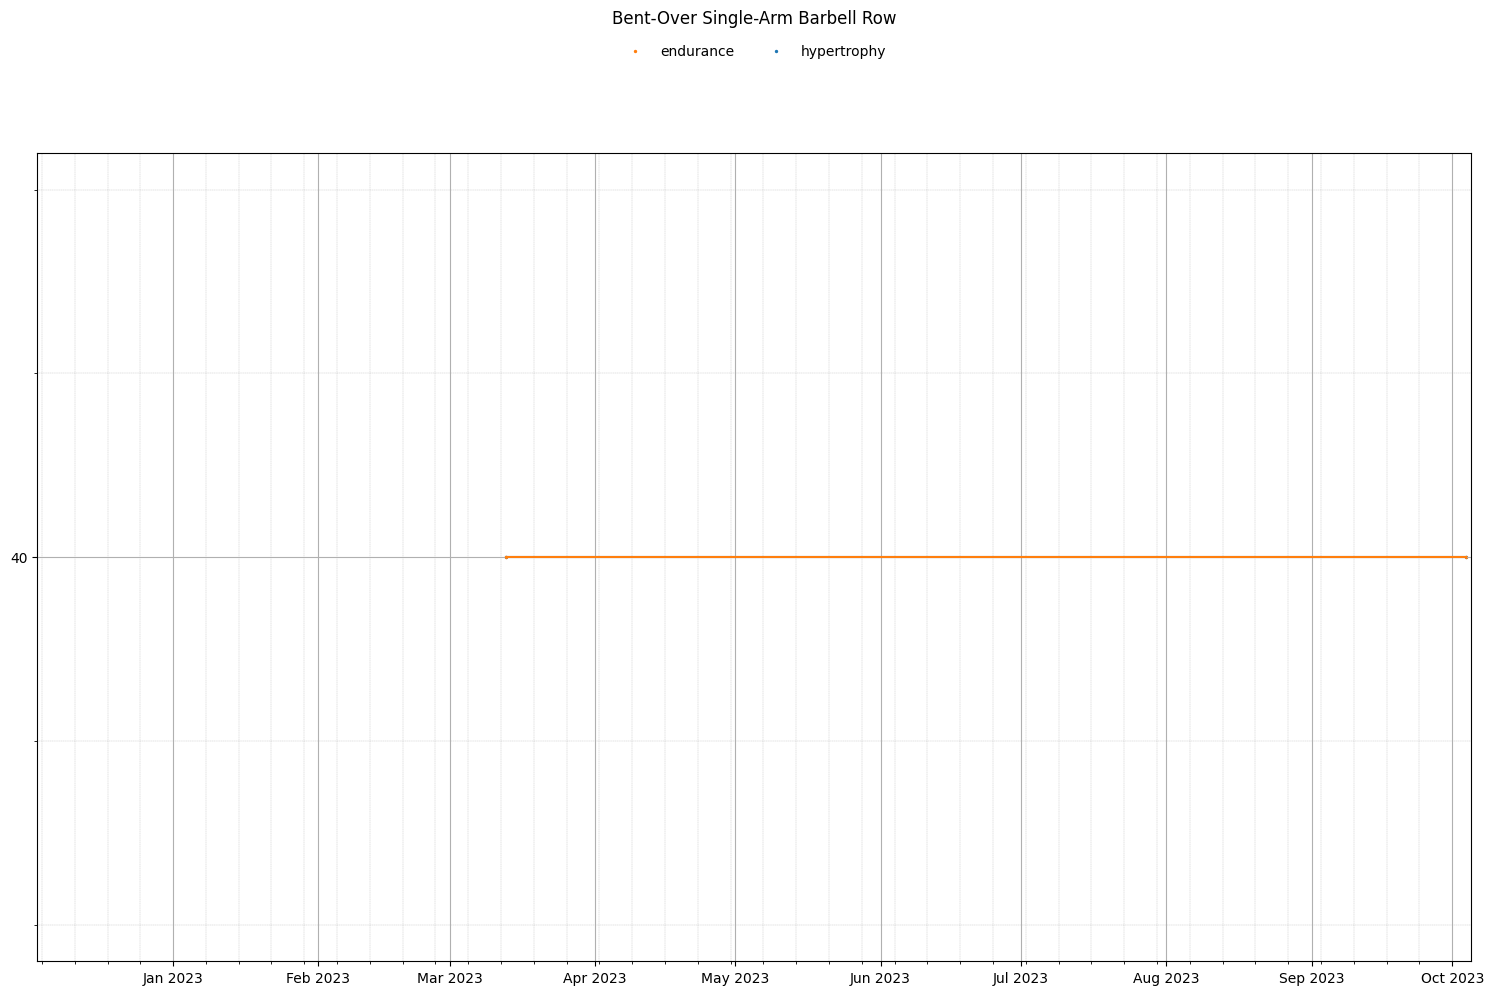 Bent-Over Single-Arm Barbell Row
endurance hypertrophy
40
Jan 2023 Feb 2023 Mar 2023 Apr 2023 May 2023 Jun 2023 Jul 2023 Aug 2023 Sep 2023 Oct 2023